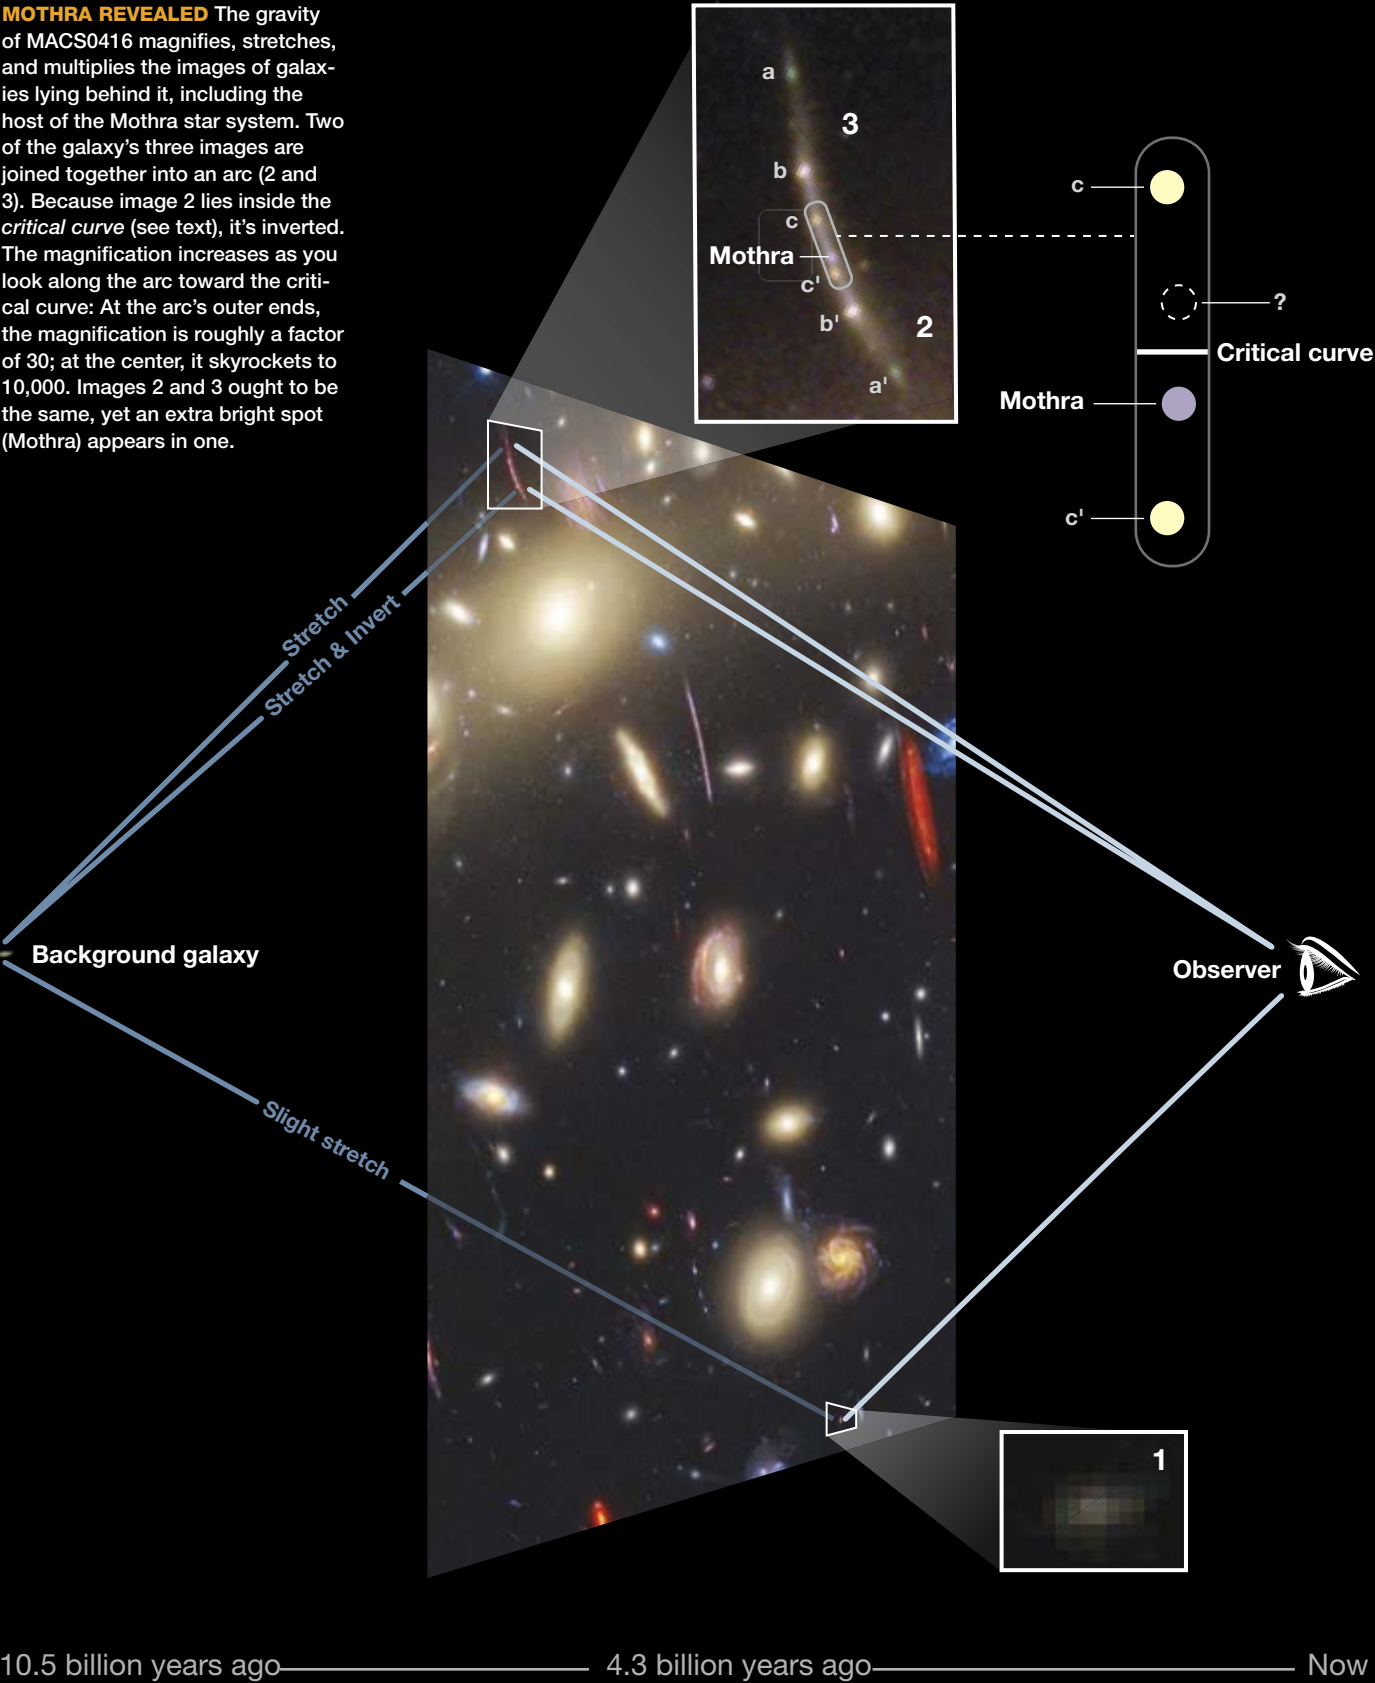 MOTHRA REVEALED The gravity
of MACS0416 magnifies, stretches,
and multiplies the images of galax-
ies lying behind it, including the
host of the Mothra star system. Two
of the galaxy’s three images are
joined together into an arc (2 and
3). Because image 2 lies inside the
critical curve (see text), it’s inverted.
The magnification increases as you
look along the arc toward the criti-
cal curve: At the arc’s outer ends,
the magnification is roughly a factor
of 30; at the center, it skyrockets to
10,000. Images 2 and 3 ought to be
the same, yet an extra bright spot
(Mothra) appears in one.
a
3
b
c
Mothra
c'
b'
2
a'
c
?
Critical curve
Mothra
c'
Stretch
Stretch & Invert
Background galaxy
Observer
Slight stretch
1
10.5 billion years ago
4.3 billion years ago
Now